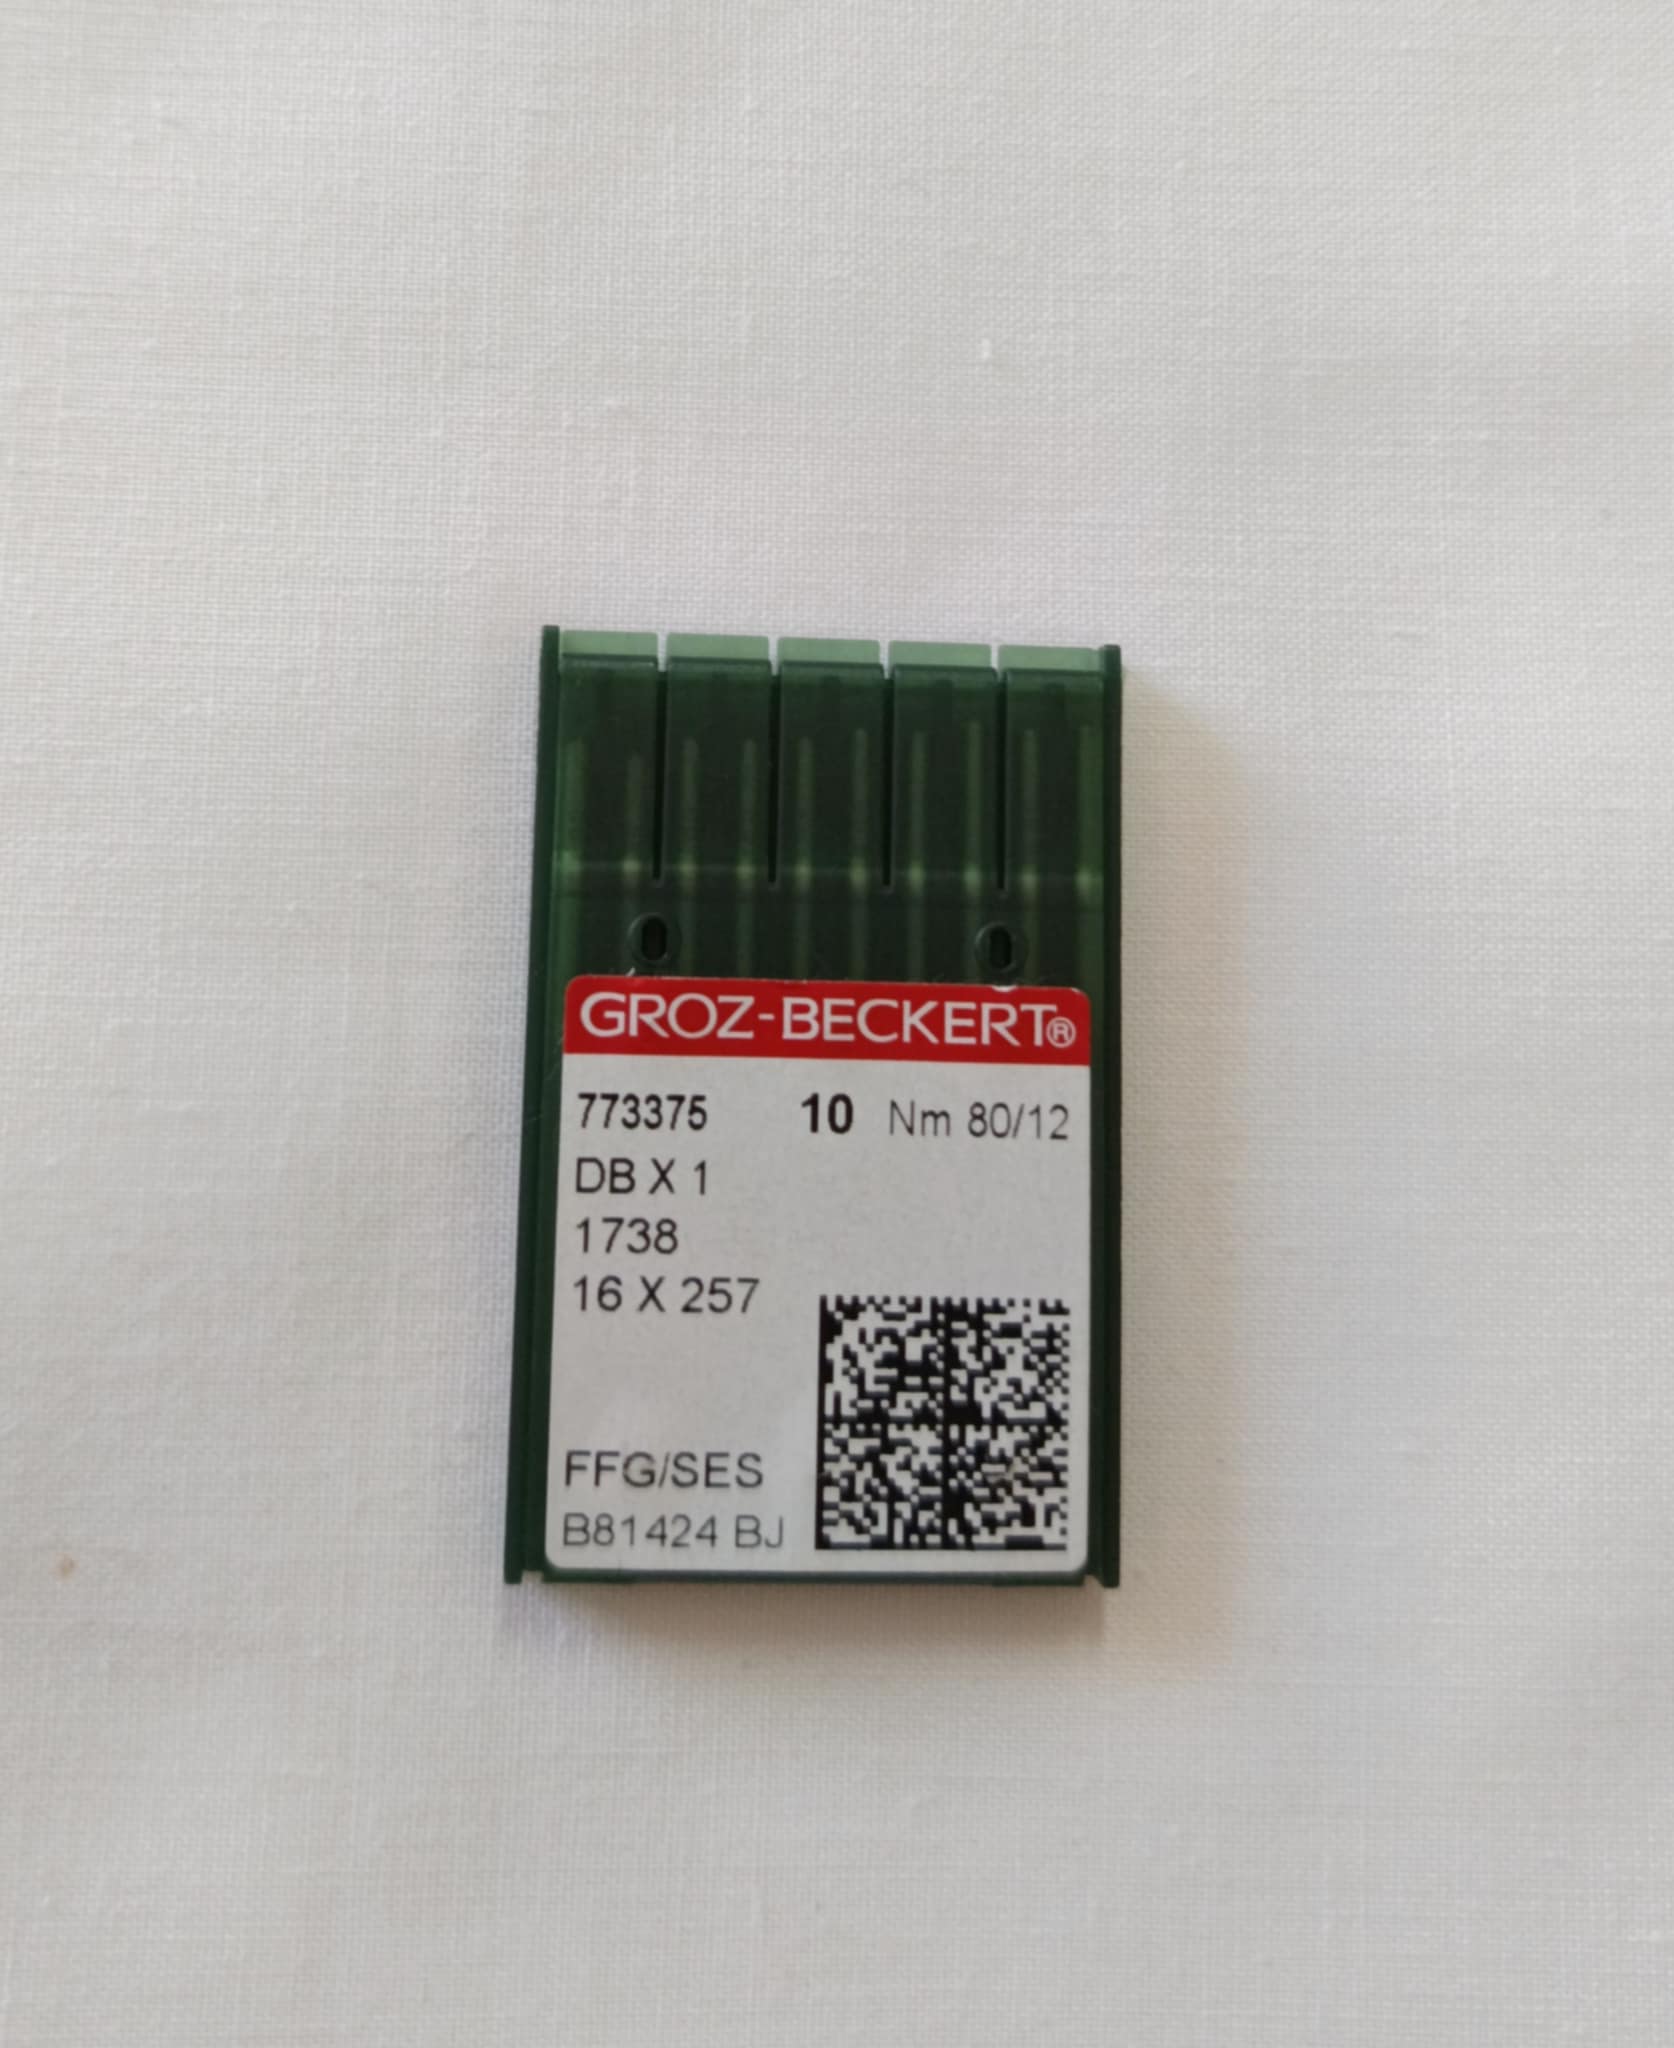 GROZ-BECKERT®
773375 10 Nm 80/12
DB X 1
1738
16 X 257
FFG/SES
B81424 BJ